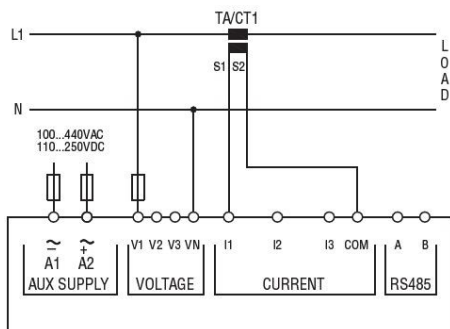 TA/CT1
L1
S1 S2
LOAD
N
100...440VAC
110...250VDC
V1 V2 V3 VN I1 I2 I3 COM A B
A1 A2
AUX SUPPLY VOLTAGE CURRENT RS485